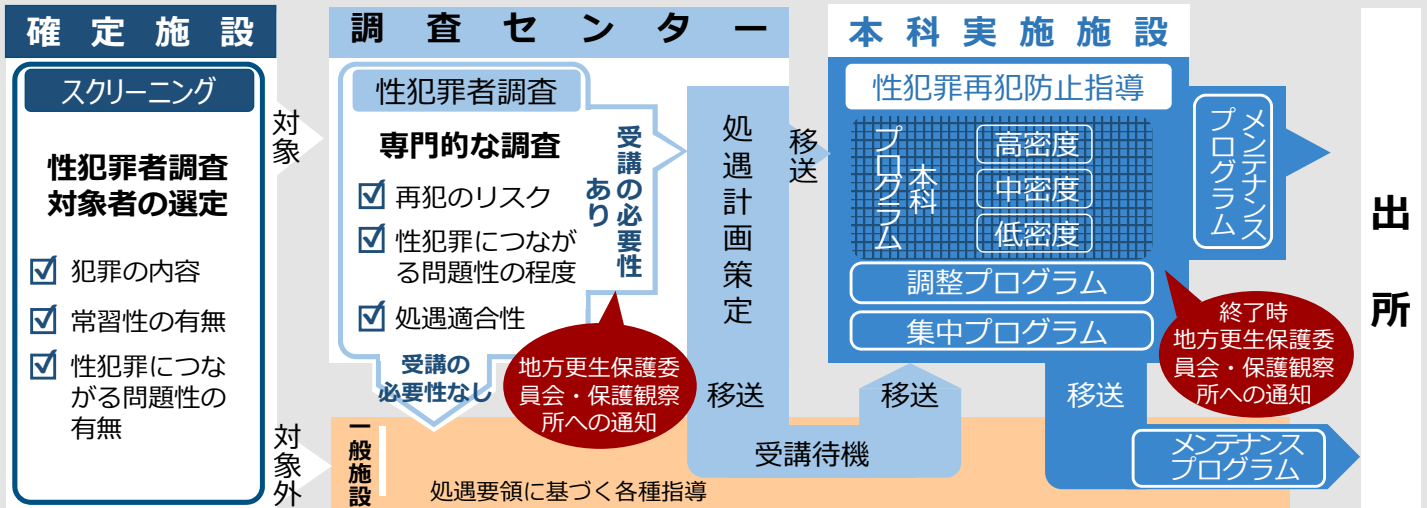 確定施設
スクリーニング
性犯罪者調査
対象者の選定
犯罪の内容
常習性の有無
性犯罪につな
がる問題性の
有無
対象
対象外
調査センター
性犯罪者調査
専門的な調査
再犯のリスク
性犯罪につなが
る問題性の程度
処遇適合性
受講の必要性
あり
受講の
必要性なし
地方更生保護委
員会・保護観察
所への通知
処遇計画策定
移送
移送
受講待機
移送
一般施設
処遇要領に基づく各種指導
本科実施施設
性犯罪再犯防止指導
本科
プログラム
高密度
中密度
低密度
調整プログラム
集中プログラム
メンテナンス
プログラム
終了時
地方更生保護委
員会・保護観察
所への通知
移送
メンテナンス
プログラム
出所